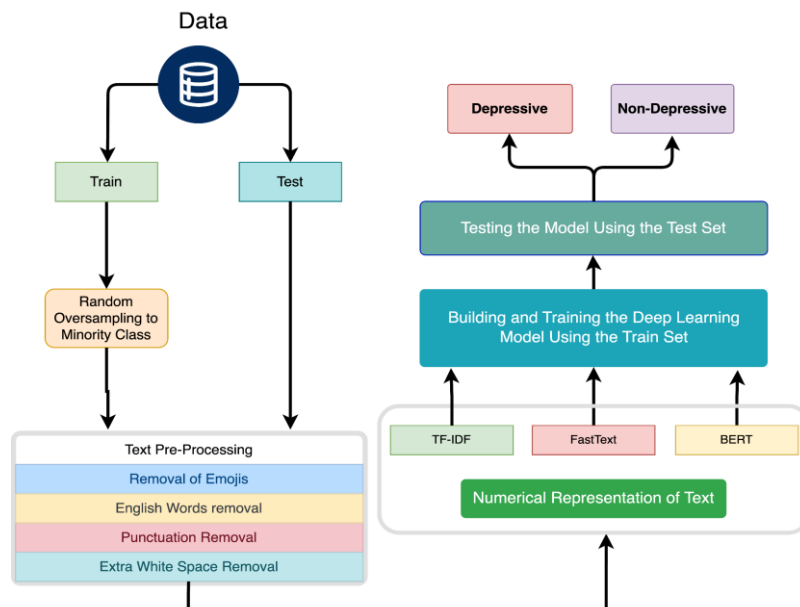 Data
Train
Test
Random
Oversampling to
Minority Class
Text Pre-Processing
Removal of Emojis
English Words removal
Punctuation Removal
Extra White Space Removal
Depressive
Non-Depressive
Testing the Model Using the Test Set
Building and Training the Deep Learning
Model Using the Train Set
TF-IDF
FastText
BERT
Numerical Representation of Text